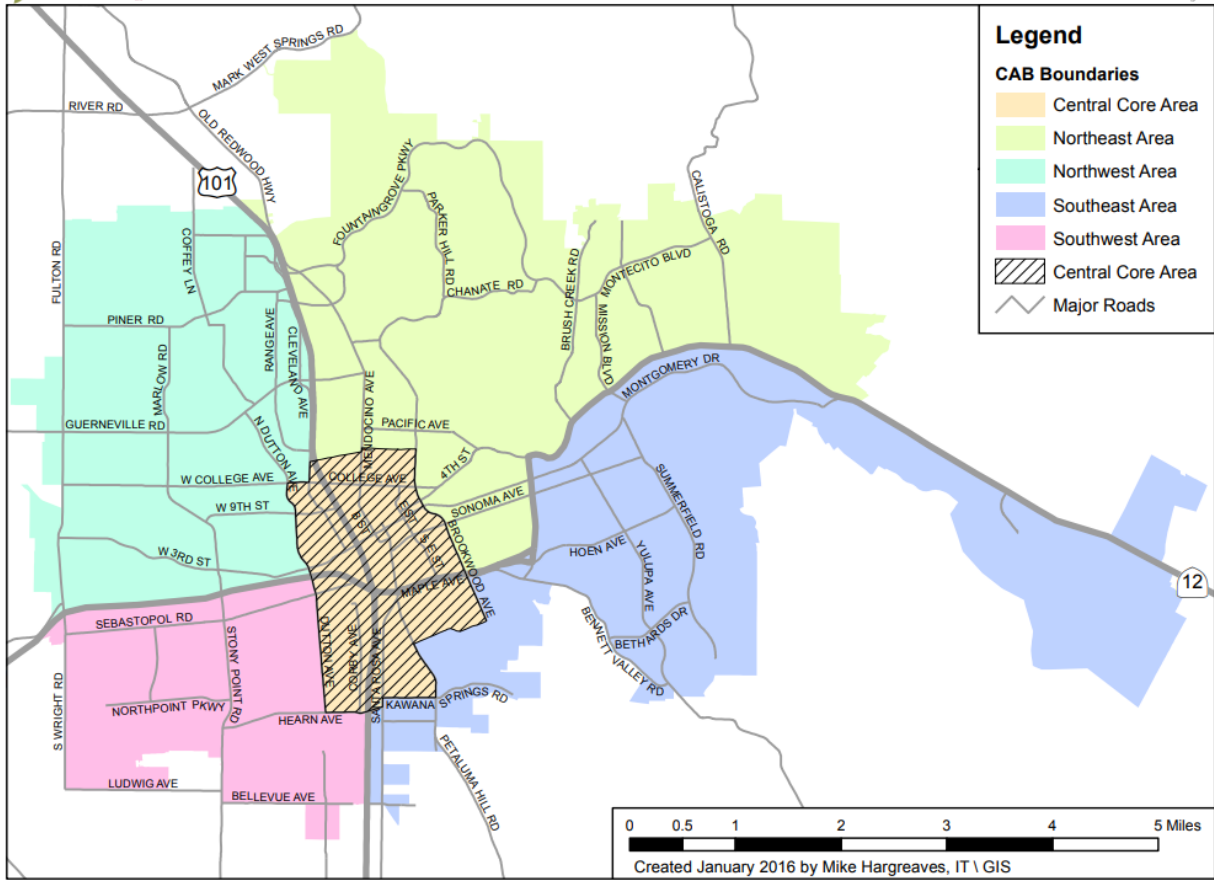 MARK WEST SPRINGS RD
RIVER RD
OLD REDWOOD HWY
101
Legend
CAB Boundaries
Central Core Area
Northeast Area
Northwest Area
Southeast Area
Southwest Area
Central Core Area
Major Roads
FULTON RD
COFFEY LN
FOUNTAINGROVE PKWY
PARKER HILL RD
CALISTOGA RD
BRUSH CREEK RD
MONTECITO BLVD
CHANATE RD
MISSION BLVD
PINER RD
RANGE AVE
CLEVELAND AVE
MARLOW RD
MENDOCINO AVE
MONTGOMERY DR
GUERNEVILLE RD
N DUTTON AVE
PACIFIC AVE
4TH ST
W COLLEGE AVE
COLLEGE AVE
SUMMERFIELD RD
W 9TH ST
B ST
E ST
SONOMA AVE
S E ST
BROOKWOOD AVE
W 3RD ST
HOEN AVE
YULUPA AVE
MAPLE AVE
12
SEBASTOPOL RD
STONY POINT RD
DUTTON AVE
CORBY AVE
SANTA ROSA AVE
BENNETT VALLEY RD
BETHARDS DR
S WRIGHT RD
NORTHPOINT PKWY
HEARN AVE
KAWANA SPRINGS RD
PETALUMA HILL RD
LUDWIG AVE
BELLEVUE AVE
0 0.5 1 2 3 4 5 Miles
Created January 2016 by Mike Hargreaves, IT \ GIS